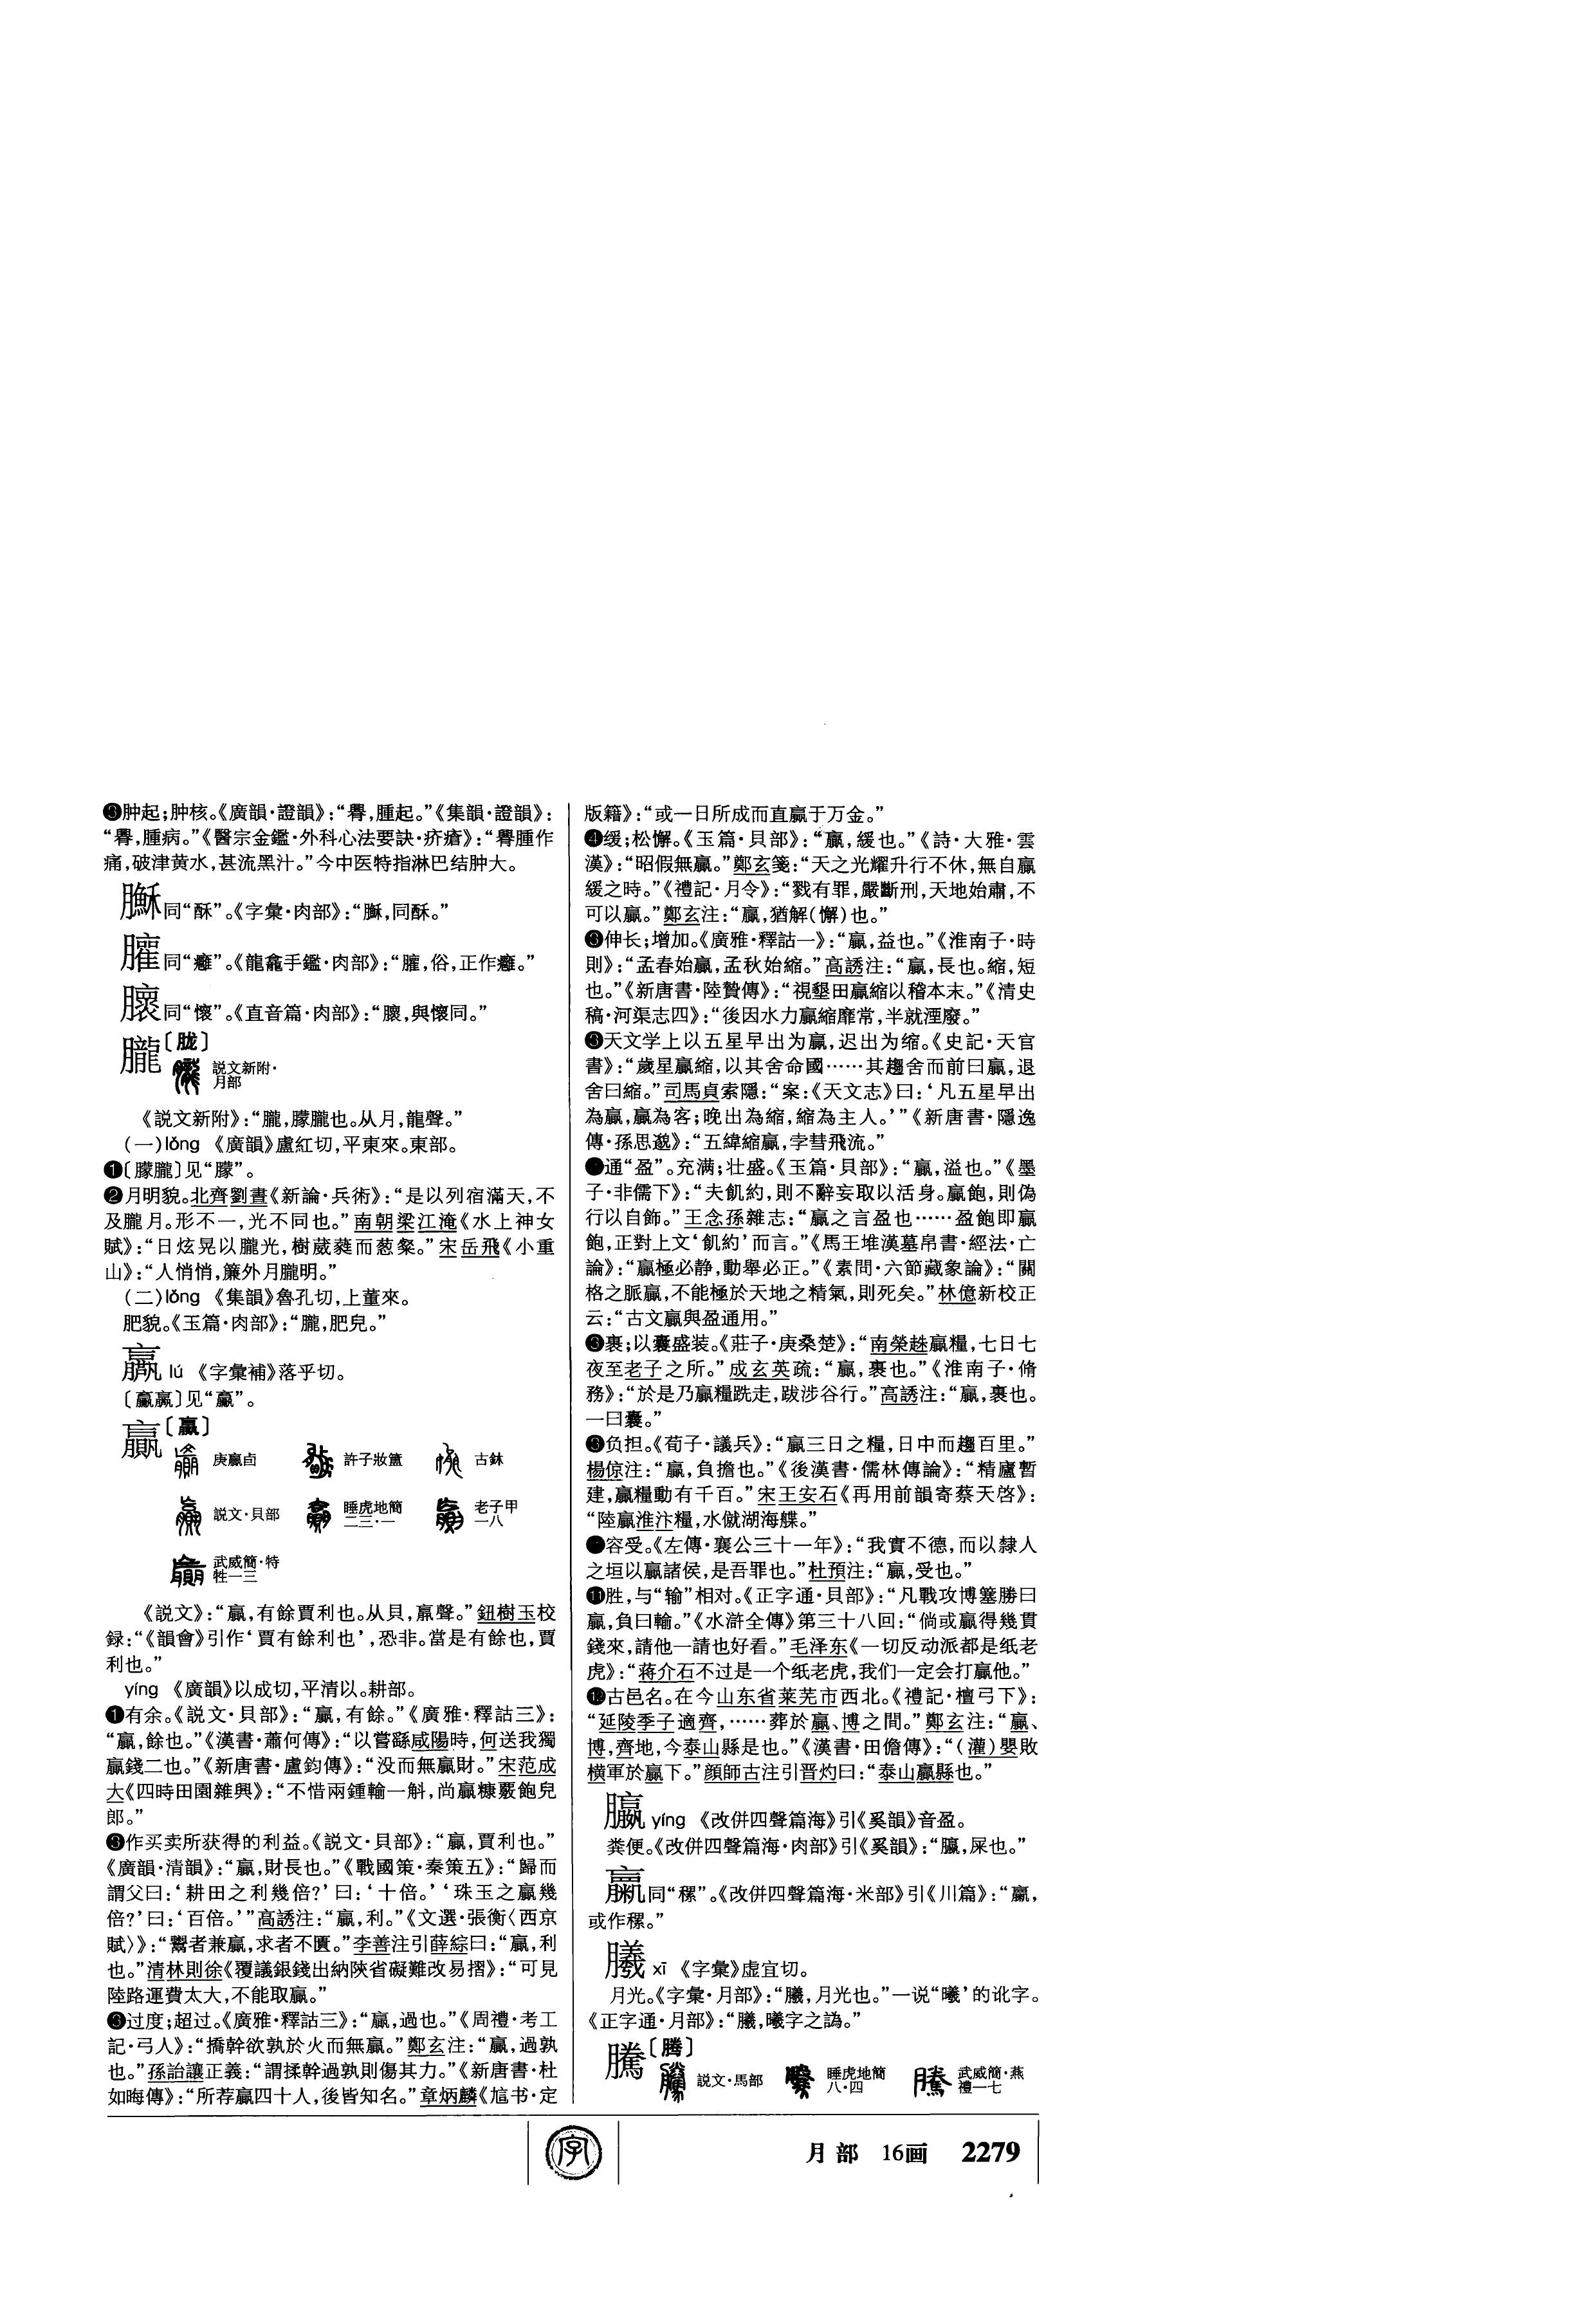 ❸肿起;肿核。《廣韻·證韻》:“臖,腫起。”《集韻·證韻》:
“臖,腫病。”《醫宗金鑑·外科心法要訣·疥瘡》:“臖腫作
痛,破津黄水,甚流黑汁。”今中医特指淋巴结肿大。
同“酥”。《字彙·肉部》:“,同酥。”
臛同“癰”。《龍龕手鑑·肉部》:“,俗,正作癰。”
同“懷”。《直音篇·肉部》:“,與懷同。”
朧〔胧〕
説文新附·
月部
《説文新附》:“朧,朦朧也。从月,龍聲。”
(一)lóng 《廣韻》盧紅切,平東來。東部。
❶〔朦朧〕见“朦”。
❷月明貌。北齊劉晝《新論·兵術》:“是以列宿滿天,不
及朧月。形不一,光不同也。”南朝梁江淹《水上神女
賦》:“日炫晃以朧光,樹葳蕤而葱粲。”宋岳飛《小重
山》:“人悄悄,簾外月朧明。”
(二)lǒng 《集韻》魯孔切,上董來。
肥貌。《玉篇·肉部》:“朧,肥皃。”
lú 《字彙補》落乎切。
贏〔赢〕
庚贏卣 許子妝簠 古鉥
説文·貝部 睡虎地簡 二三·一 老子甲 一八
武威簡·特
牲一三
《説文》:“贏,有餘賈利也。从貝,𣎆聲。”鈕樹玉校
録:“《韻會》引作‘賈有餘利也’,恐非。當是有餘也,賈
利也。”
yíng 《廣韻》以成切,平清以。耕部。
❶有余。《説文·貝部》:“贏,有餘。”《廣雅·釋詁三》:
“贏,餘也。”《漢書·蕭何傳》:“以嘗繇咸陽時,何送我獨
贏錢二也。”《新唐書·盧鈞傳》:“没而無贏財。”宋范成
大《四時田園雜興》:“不惜兩鍾輸一斛,尚贏糠覈飽兒
郎。”
❸作买卖所获得的利益。《説文·貝部》:“贏,賈利也。”
《廣韻·清韻》:“贏,財長也。”《戰國策·秦策五》:“歸而
謂父曰:‘耕田之利幾倍?’曰:‘十倍。’‘珠玉之贏幾
倍?’曰:‘百倍。’”高誘注:“贏,利。”《文選·張衡〈西京
賦〉》:“鬻者兼贏,求者不匱。”李善注引薛綜曰:“贏,利
也。”清林則徐《覆議銀錢出納陝省礙難改易摺》:“可見
陸路運費太大,不能取贏。”
❸过度;超过。《廣雅·釋詁三》:“贏,過也。”《周禮·考工
記·弓人》:“撟幹欲孰於火而無贏。”鄭玄注:“贏,過孰
也。”孫詒讓正義:“謂揉幹過孰則傷其力。”《新唐書·杜
如晦傳》:“所荐贏四十人,後皆知名。”章炳麟《訄书·定
版籍》:“或一日所成而直贏于万金。”
❹缓;松懈。《玉篇·貝部》:“贏,緩也。”《詩·大雅·雲
漢》:“昭假無贏。”鄭玄箋:“天之光耀升行不休,無自贏
緩之時。”《禮記·月令》:“戮有罪,嚴斷刑,天地始肅,不
可以贏。”鄭玄注:“贏,猶解(懈)也。”
❸伸长;增加。《廣雅·釋詁一》:“贏,益也。”《淮南子·時
則》:“孟春始贏,孟秋始縮。”高誘注:“贏,長也。縮,短
也。”《新唐書·陸贄傳》:“視墾田贏縮以稽本末。”《清史
稿·河渠志四》:“後因水力贏縮靡常,半就湮廢。”
❸天文学上以五星早出为贏,迟出为缩。《史記·天官
書》:“歲星贏縮,以其舍命國……其趨舍而前曰贏,退
舍曰縮。”司馬貞索隱:“案:《天文志》曰:‘凡五星早出
為贏,贏為客;晚出為縮,縮為主人。’”《新唐書·隱逸
傳·孫思邈》:“五緯縮贏,孛彗飛流。”
●通“盈”。充满;壮盛。《玉篇·貝部》:“贏,溢也。”《墨
子·非儒下》:“夫飢約,則不辭妄取以活身。贏飽,則偽
行以自飾。”王念孫雜志:“贏之言盈也……盈飽即贏
飽,正對上文‘飢約’而言。”《馬王堆漢墓帛書·經法·亡
論》:“贏極必静,動舉必正。”《素問·六節藏象論》:“關
格之脈贏,不能極於天地之精氣,則死矣。”林億新校正
云:“古文贏與盈通用。”
❸裹;以囊盛装。《莊子·庚桑楚》:“南榮趎贏糧,七日七
夜至老子之所。”成玄英疏:“贏,裹也。”《淮南子·脩
務》:“於是乃贏糧跣走,跋涉谷行。”高誘注:“贏,裹也。
一曰囊。”
❸负担。《荀子·議兵》:“贏三日之糧,日中而趨百里。”
楊倞注:“贏,負擔也。”《後漢書·儒林傳論》:“精廬暫
建,贏糧動有千百。”宋王安石《再用前韻寄蔡天啓》:
“陸贏淮汴糧,水僦湖海艓。”
●容受。《左傳·襄公三十一年》:“我實不德,而以隸人
之垣以贏諸侯,是吾罪也。”杜預注:“贏,受也。”
⓫胜,与“输”相对。《正字通·貝部》:“凡戰攻博簺勝曰
贏,負曰輸。”《水滸全傳》第三十八回:“倘或贏得幾貫
錢來,請他一請也好看。”毛泽东《一切反动派都是纸老
虎》:“蒋介石不过是一个纸老虎,我们一定会打贏他。”
⓬古邑名。在今山东省莱芜市西北。《禮記·檀弓下》:
“延陵季子適齊,……葬於贏、博之間。”鄭玄注:“贏、
博,齊地,今泰山縣是也。”《漢書·田儋傳》:“(灌)嬰敗
横軍於贏下。”顔師古注引晋灼曰:“泰山贏縣也。”
yíng 《改併四聲篇海》引《奚韻》音盈。
粪便。《改併四聲篇海·肉部》引《奚韻》:“,屎也。”
同“穤”。《改併四聲篇海·米部》引《川篇》:“,
或作穤。”
㬢xī 《字彙》虚宜切。
月光。《字彙·月部》:“㬢,月光也。”一说“曦’的讹字。
《正字通·月部》:“㬢,曦字之譌。”
騰〔腾〕
説文·馬部 睡虎地簡 八·四 武威簡·燕 禮一七
字
月部 16画 2279